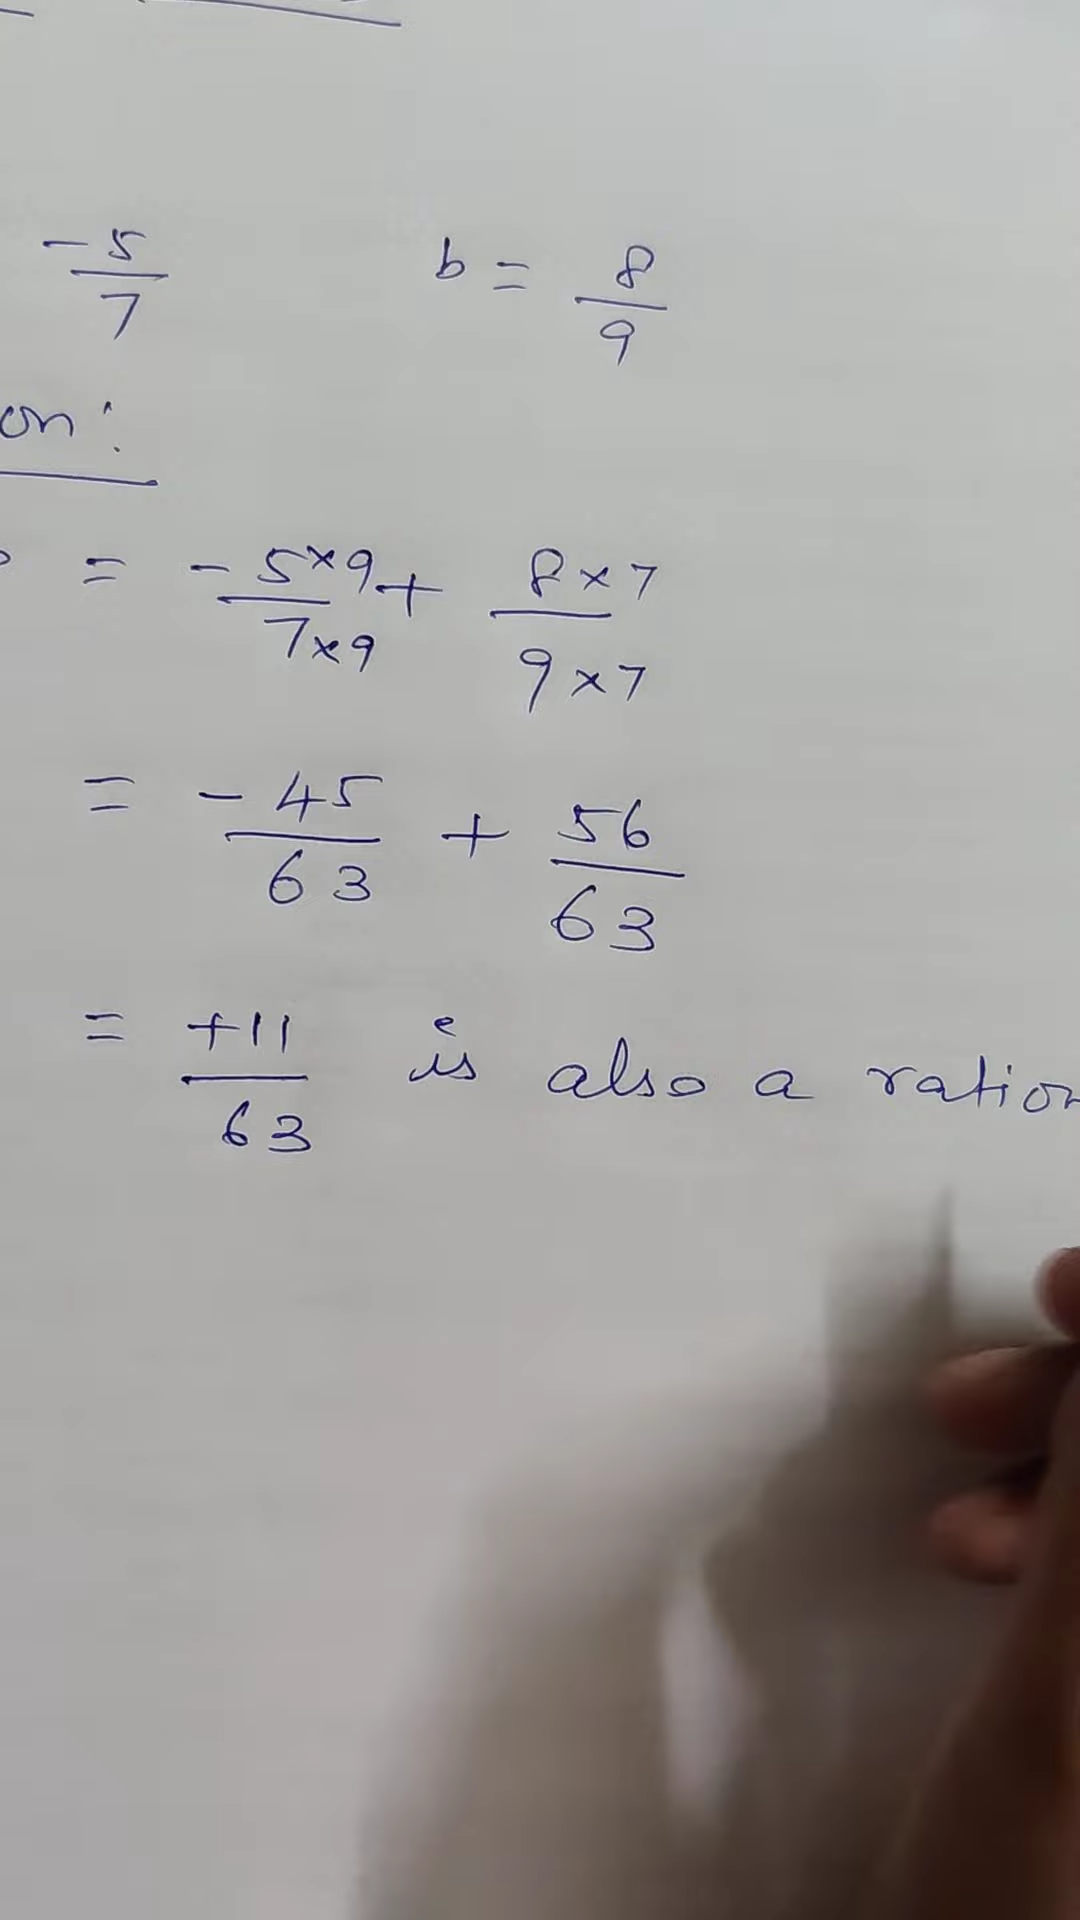 -5/7 b = 8/9
on:
= -5×9/7×9 + 8×7/9×7
= -45/63 + 56/63
= +11/63 is also a ration